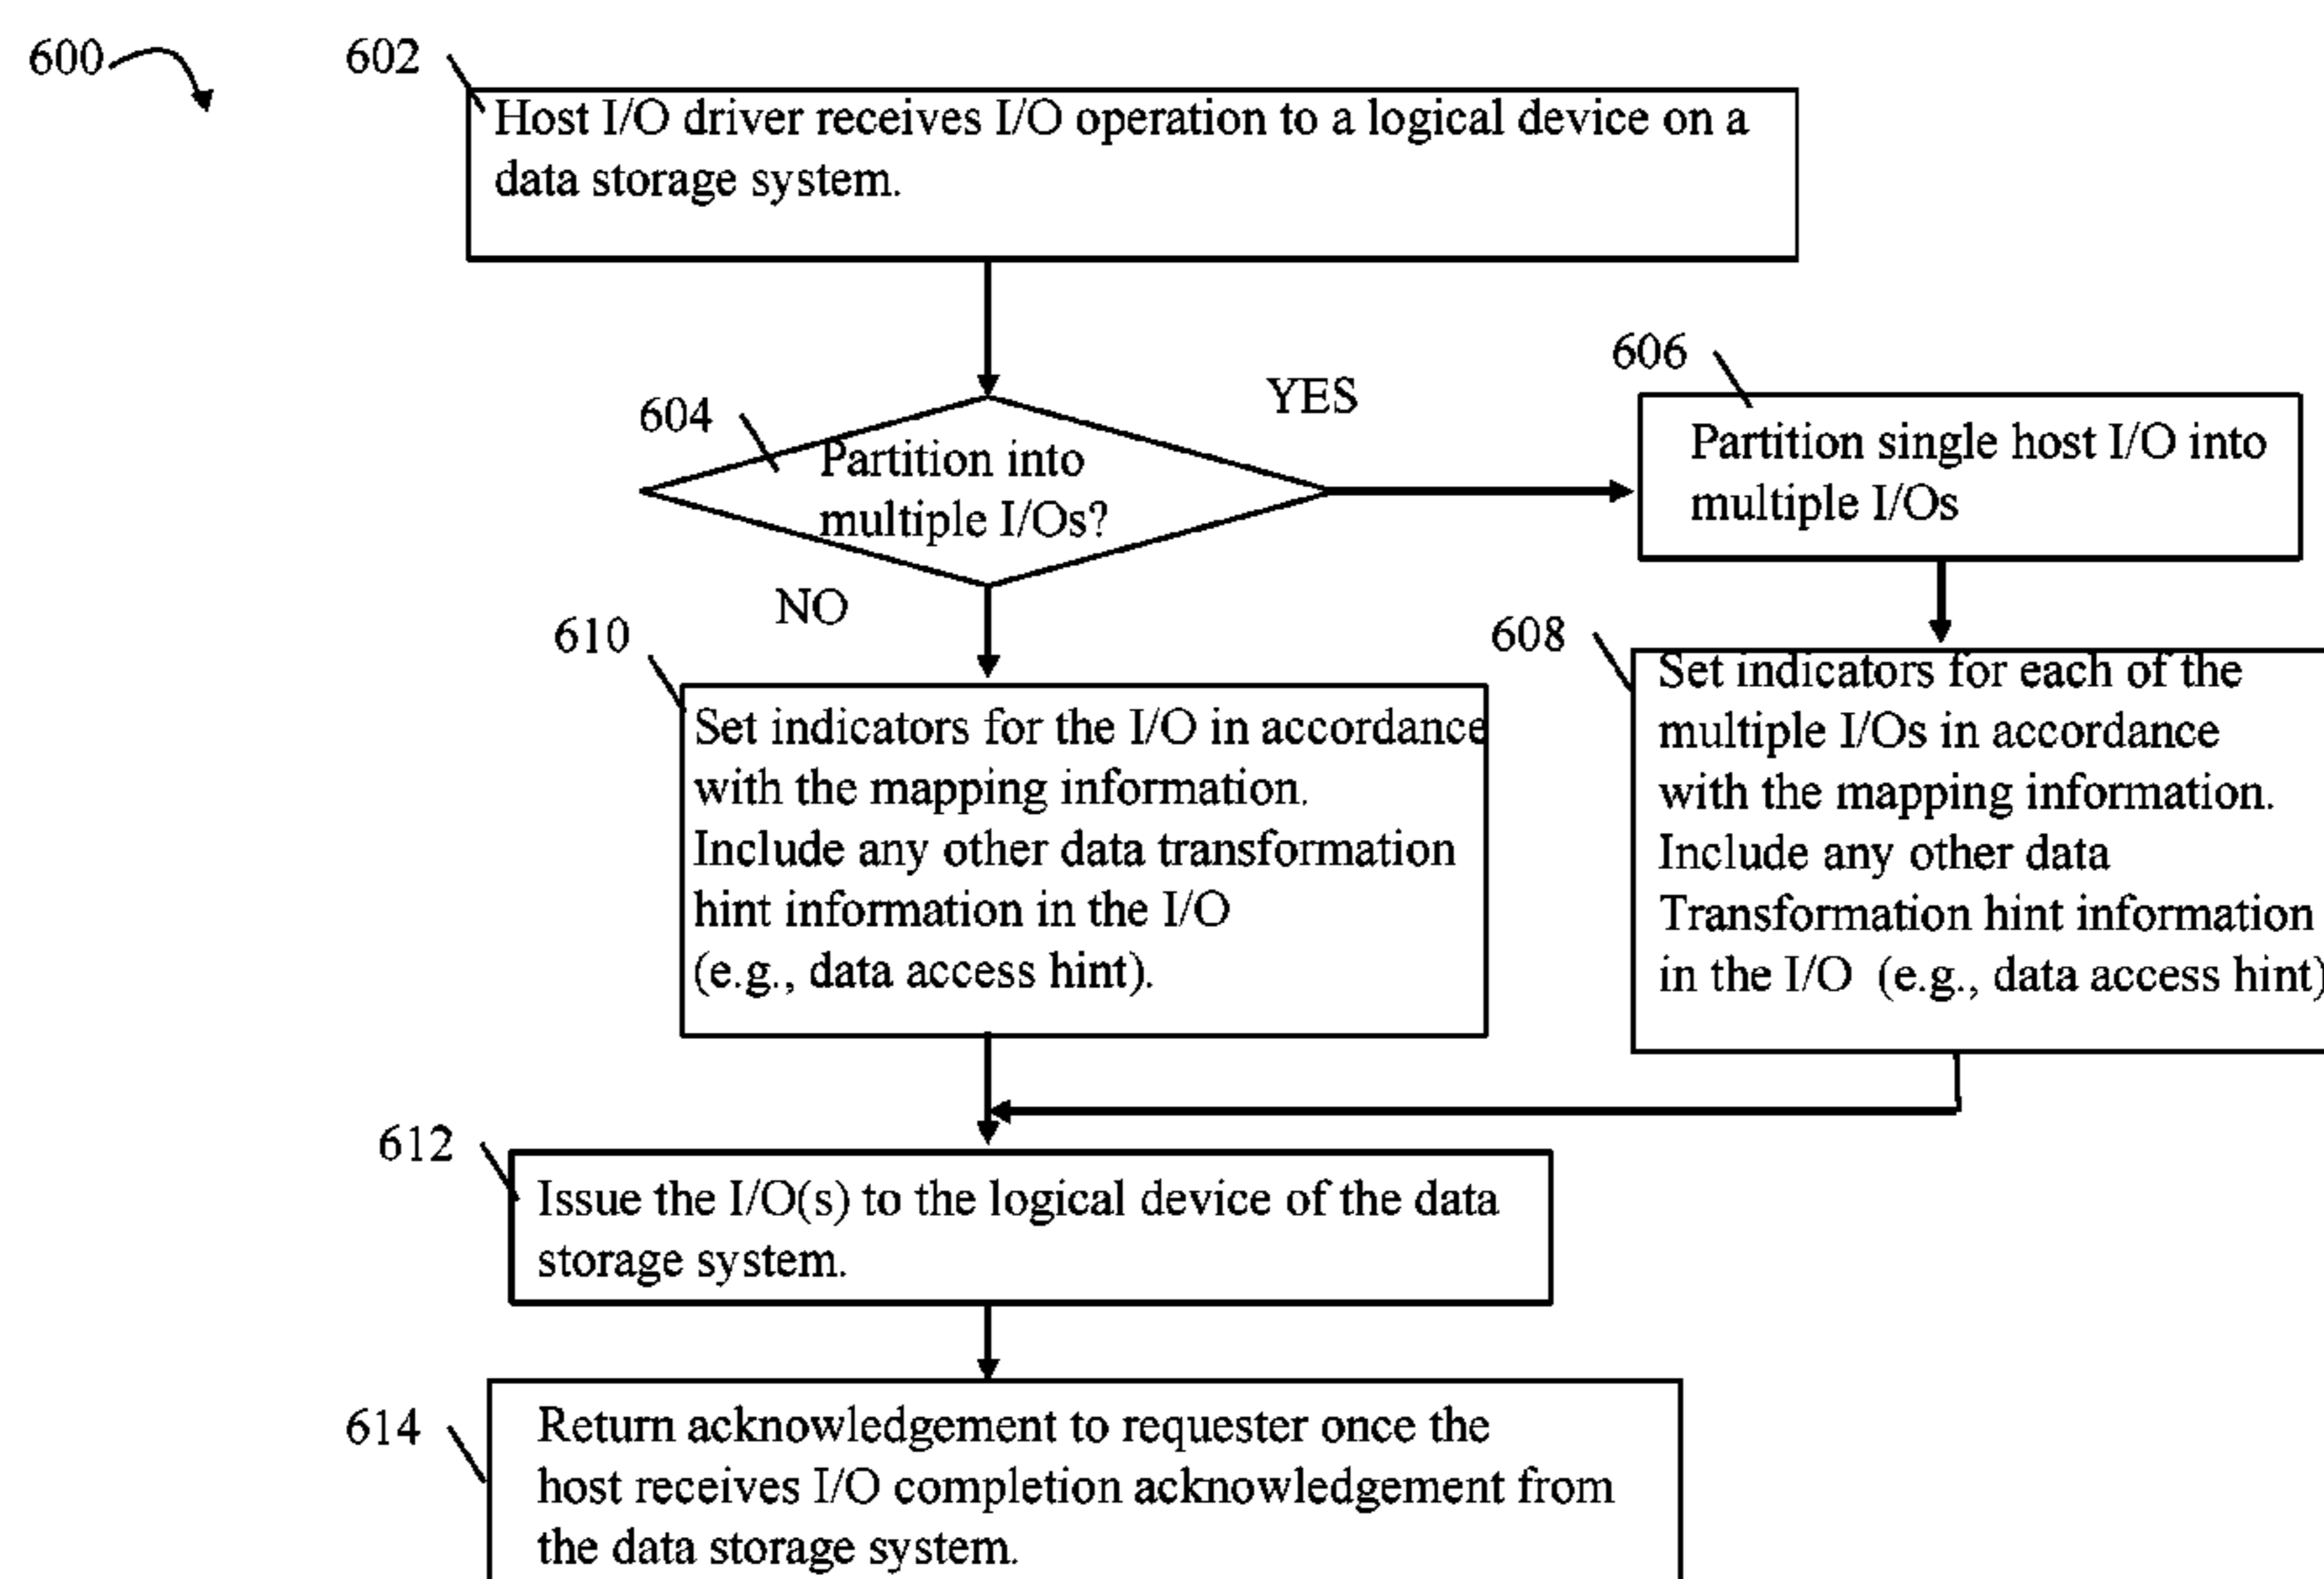 600
602
Host I/O driver receives I/O operation to a logical device on a
data storage system.
604
Partition into
multiple I/Os?
YES
606
Partition single host I/O into
multiple I/Os
NO
610
Set indicators for the I/O in accordance
with the mapping information.
Include any other data transformation
hint information in the I/O
(e.g., data access hint).
608
Set indicators for each of the
multiple I/Os in accordance
with the mapping information.
Include any other data
Transformation hint information
in the I/O (e.g., data access hint)
612
Issue the I/O(s) to the logical device of the data
storage system.
614
Return acknowledgement to requester once the
host receives I/O completion acknowledgement from
the data storage system.